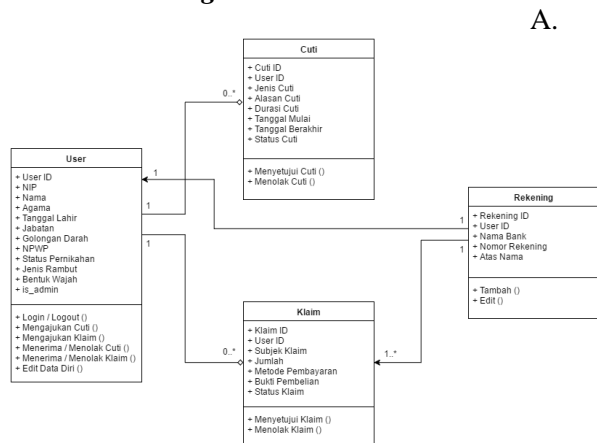 A.
Cuti
+ Cuti ID
+ User ID
+ Jenis Cuti
+ Alasan Cuti
+ Durasi Cuti
+ Tanggal Mulai
+ Tanggal Berakhir
+ Status Cuti
+ Menyetujui Cuti ()
+ Menolak Cuti ()
0..*
User
+ User ID
+ NIP
+ Nama
+ Agama
+ Tanggal Lahir
+ Jabatan
+ Golongan Darah
+ NPWP
+ Status Pernikahan
+ Jenis Rambut
+ Bentuk Wajah
+ is_admin
+ Login / Logout ()
+ Mengajukan Cuti ()
+ Mengajukan Klaim ()
+ Menerima / Menolak Cuti ()
+ Menerima / Menolak Klaim ()
+ Edit Data Diri ()
1
1
1
Rekening
+ Rekening ID
+ User ID
+ Nama Bank
+ Nomor Rekening
+ Atas Nama
+ Tambah ()
+ Edit ()
1
1
Klaim
+ Klaim ID
+ User ID
+ Subjek Klaim
+ Jumlah
+ Metode Pembayaran
+ Bukti Pembelian
+ Status Klaim
+ Menyetujui Klaim ()
+ Menolak Klaim ()
0..*
1..*